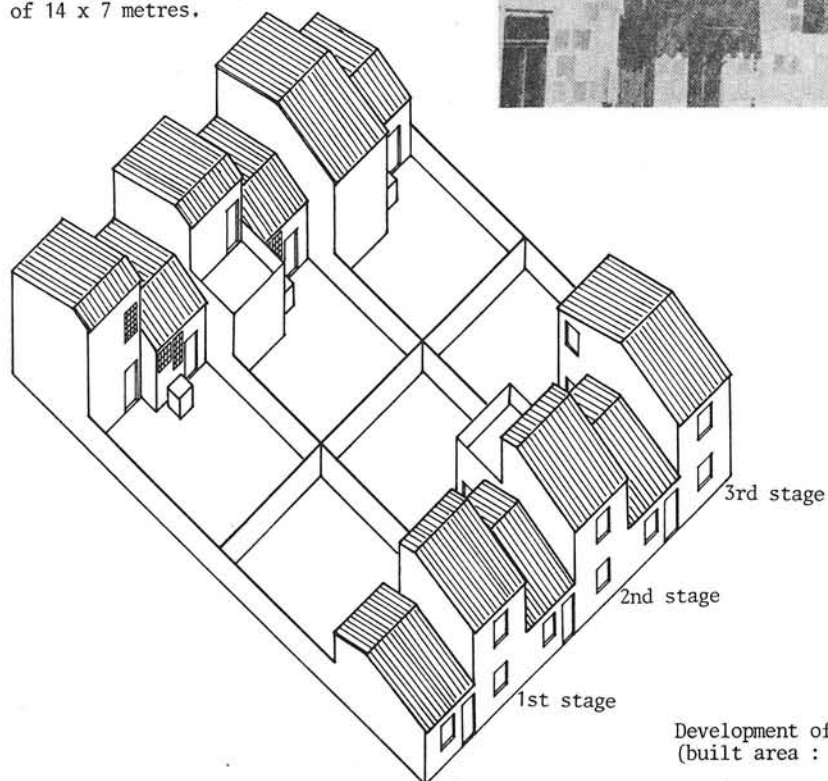 of 14 x 7 metres.
3rd stage
2nd stage
1st stage
Development of
(built area :